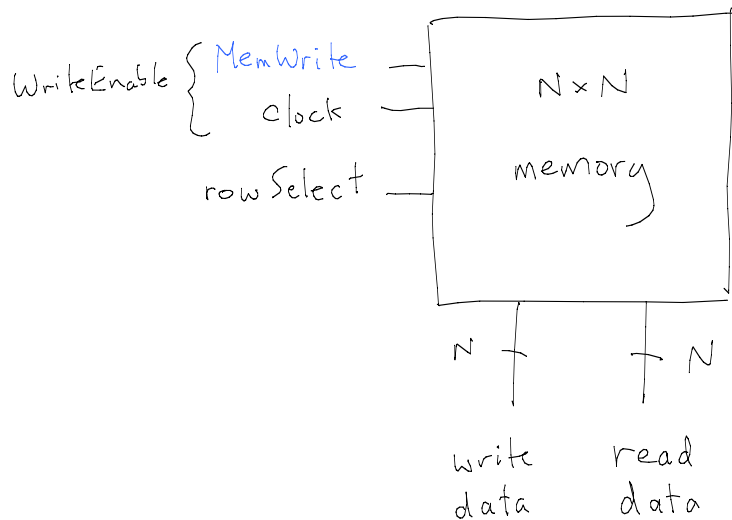 WriteEnable
MemWrite
Clock
rowSelect
N x N
memory
N
N
write
data
read
data